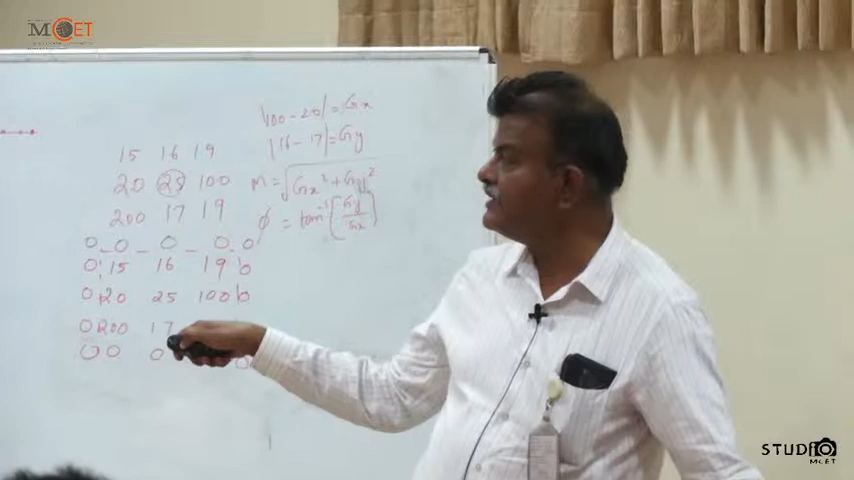 MCET
|100-20| = Gx
|16-17| = Gy
15 16 19
20 25 100
M = √Gx²+Gy²
200 17 19
φ = tan⁻¹[Gy/Gx]
0 0 0 0 0
0 15 16 19 0
0 20 25 100 0
0 200 17
0 0 0 0
STUDIO
MCET